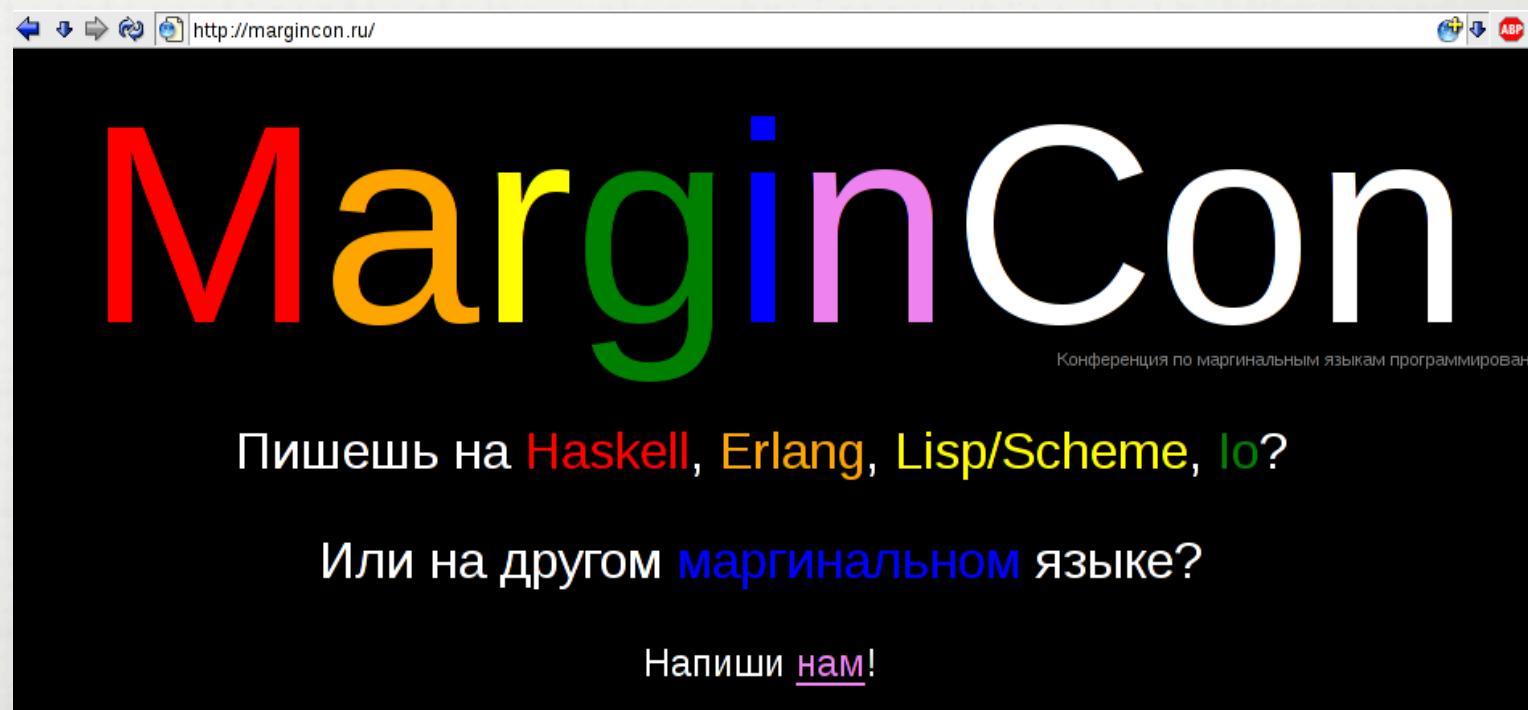 http://margincon.ru/
ABP
MarginCon
Конференция по маргинальным языкам программирован
Пишешь на Haskell, Erlang, Lisp/Scheme, Io?
Или на другом маргинальном языке?
Напиши нам!